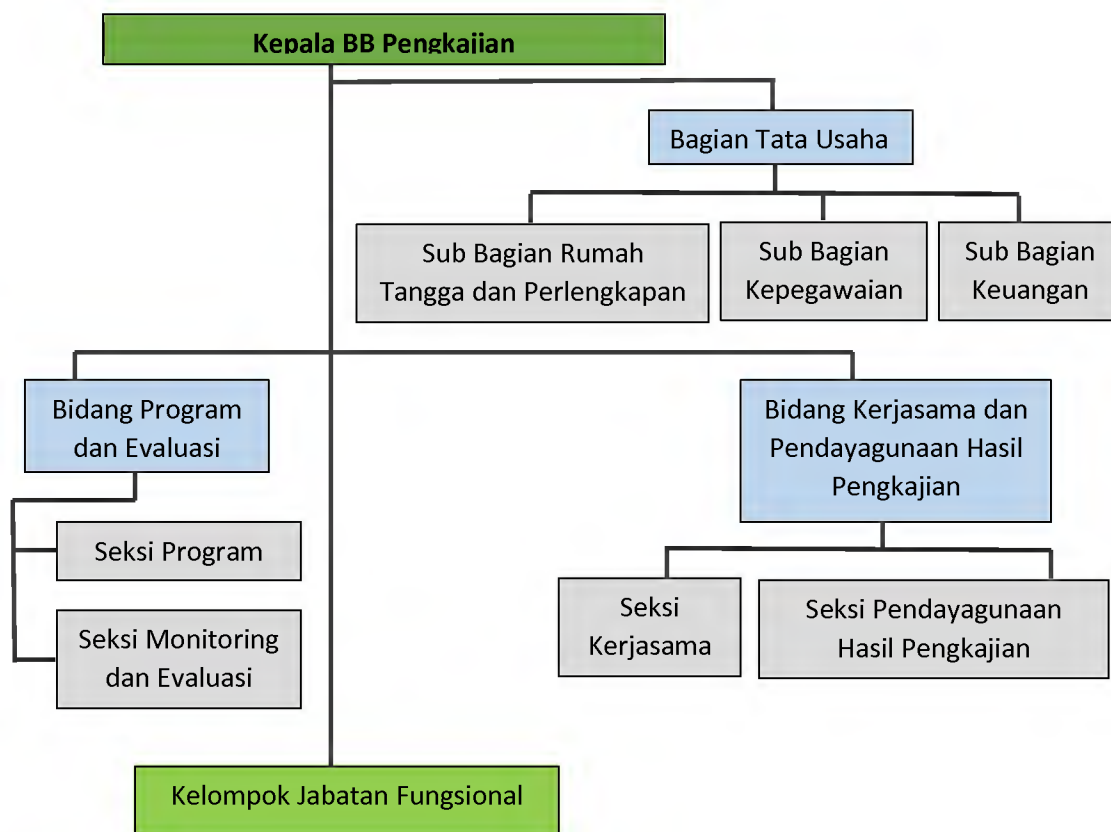 Kepala BB Pengkajian
Bagian Tata Usaha
Sub Bagian Rumah
Tangga dan Perlengkapan
Sub Bagian
Kepegawaian
Sub Bagian
Keuangan
Bidang Program
dan Evaluasi
Seksi Program
Seksi Monitoring
dan Evaluasi
Bidang Kerjasama dan
Pendayagunaan Hasil
Pengkajian
Seksi
Kerjasama
Seksi Pendayagunaan
Hasil Pengkajian
Kelompok Jabatan Fungsional